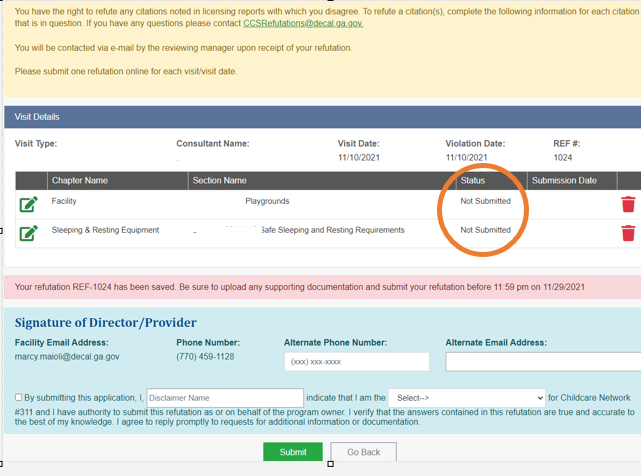 You have the right to refute any citations noted in licensing reports with which you disagree. To refute a citation(s), complete the following information for each citation
that is in question. If you have any questions please contact CCSRefutations@decal.ga.gov.
You will be contacted via e-mail by the reviewing manager upon receipt of your refutation.
Please submit one refutation online for each visit/visit date.
Visit Details
Visit Type: Consultant Name: Visit Date: Violation Date: REF #:
11/10/2021 11/10/2021 1024
Chapter Name Section Name Status Submission Date
Facility Playgrounds Not Submitted
Sleeping & Resting Equipment Safe Sleeping and Resting Requirements Not Submitted
Your refutation REF-1024 has been saved. Be sure to upload any supporting documentation and submit your refutation before 11:59 pm on 11/29/2021
Signature of Director/Provider
Facility Email Address: Phone Number: Alternate Phone Number: Alternate Email Address:
marcy.maioli@decal.ga.gov (770) 459-1128 (xxx) xxx-xxxx
By submitting this application, I, Disclaimer Name indicate that I am the Select--> for Childcare Network
#311 and I have authority to submit this refutation as or on behalf of the program owner. I verify that the answers contained in this refutation are true and accurate to
the best of my knowledge. I agree to reply promptly to requests for additional information or documentation.
Submit Go Back